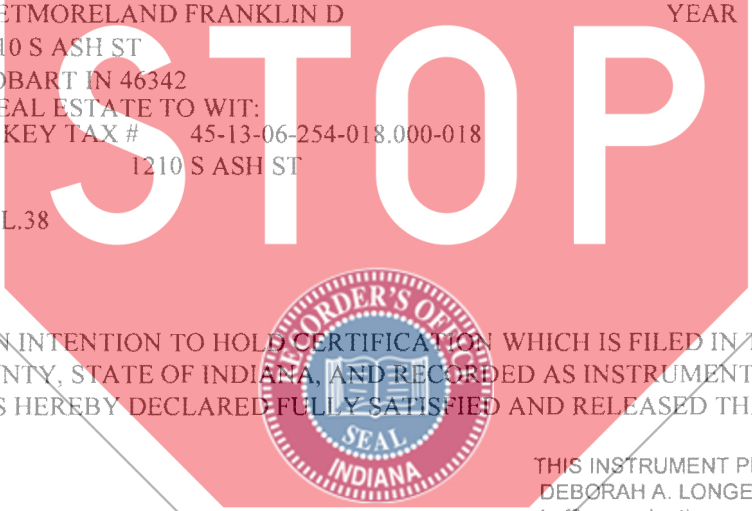 ETMORELAND FRANKLIN D YEAR
10 S ASH ST
OBART IN 46342
EAL ESTATE TO WIT:
KEY TAX # 45-13-06-254-018.000-018
1210 S ASH ST
L.38
STOP
N INTENTION TO HOLD CERTIFICATION WHICH IS FILED IN T
NTY, STATE OF INDIANA, AND RECORDED AS INSTRUMENT
S HEREBY DECLARED FULLY SATISFIED AND RELEASED TH
RECORDER'S OFFICE
SEAL
INDIANA
THIS INSTRUMENT P
DEBORAH A. LONGE